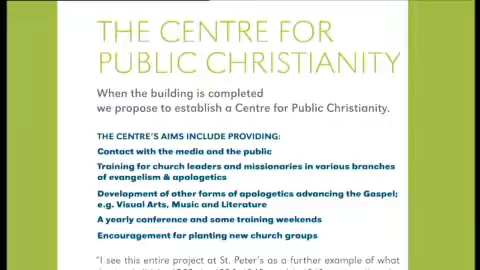 THE CENTRE FOR
PUBLIC CHRISTIANITY
When the building is completed
we propose to establish a Centre for Public Christianity.
THE CENTRE'S AIMS INCLUDE PROVIDING:
Contact with the media and the public
Training for church leaders and missionaries in various branches
of evangelism & apologetics
Development of other forms of apologetics advancing the Gospel;
e.g. Visual Arts, Music and Literature
A yearly conference and some training weekends
Encouragement for planting new church groups
"I see this entire project at St. Peter's as a further example of what